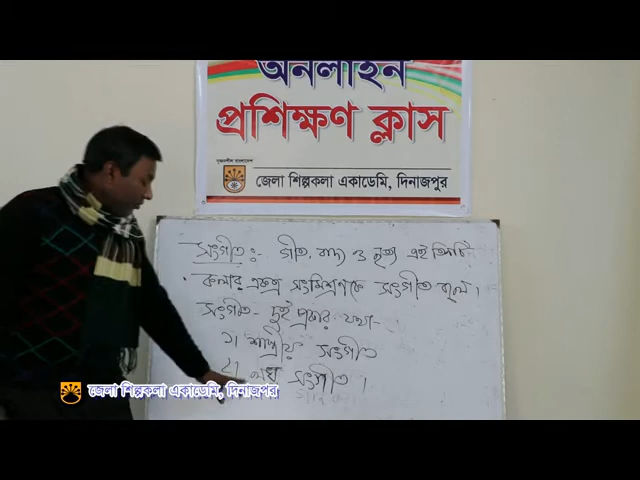 অনলাইন
প্রশিক্ষণ ক্লাস
সৃজনশীল বাংলাদেশ
জেলা শিল্পকলা একাডেমি, দিনাজপুর
সংগীত ঃ- গীত, বাদ্য ও নৃত্য এই তিনটি
কলার একত্র সংমিশ্রণকে সংগীত বলে।
সংগীত- দুই প্রকার যথা-
১। শাস্ত্রীয় সংগীত
২। লঘু সংগীত।
জেলা শিল্পকলা একাডেমি, দিনাজপুর